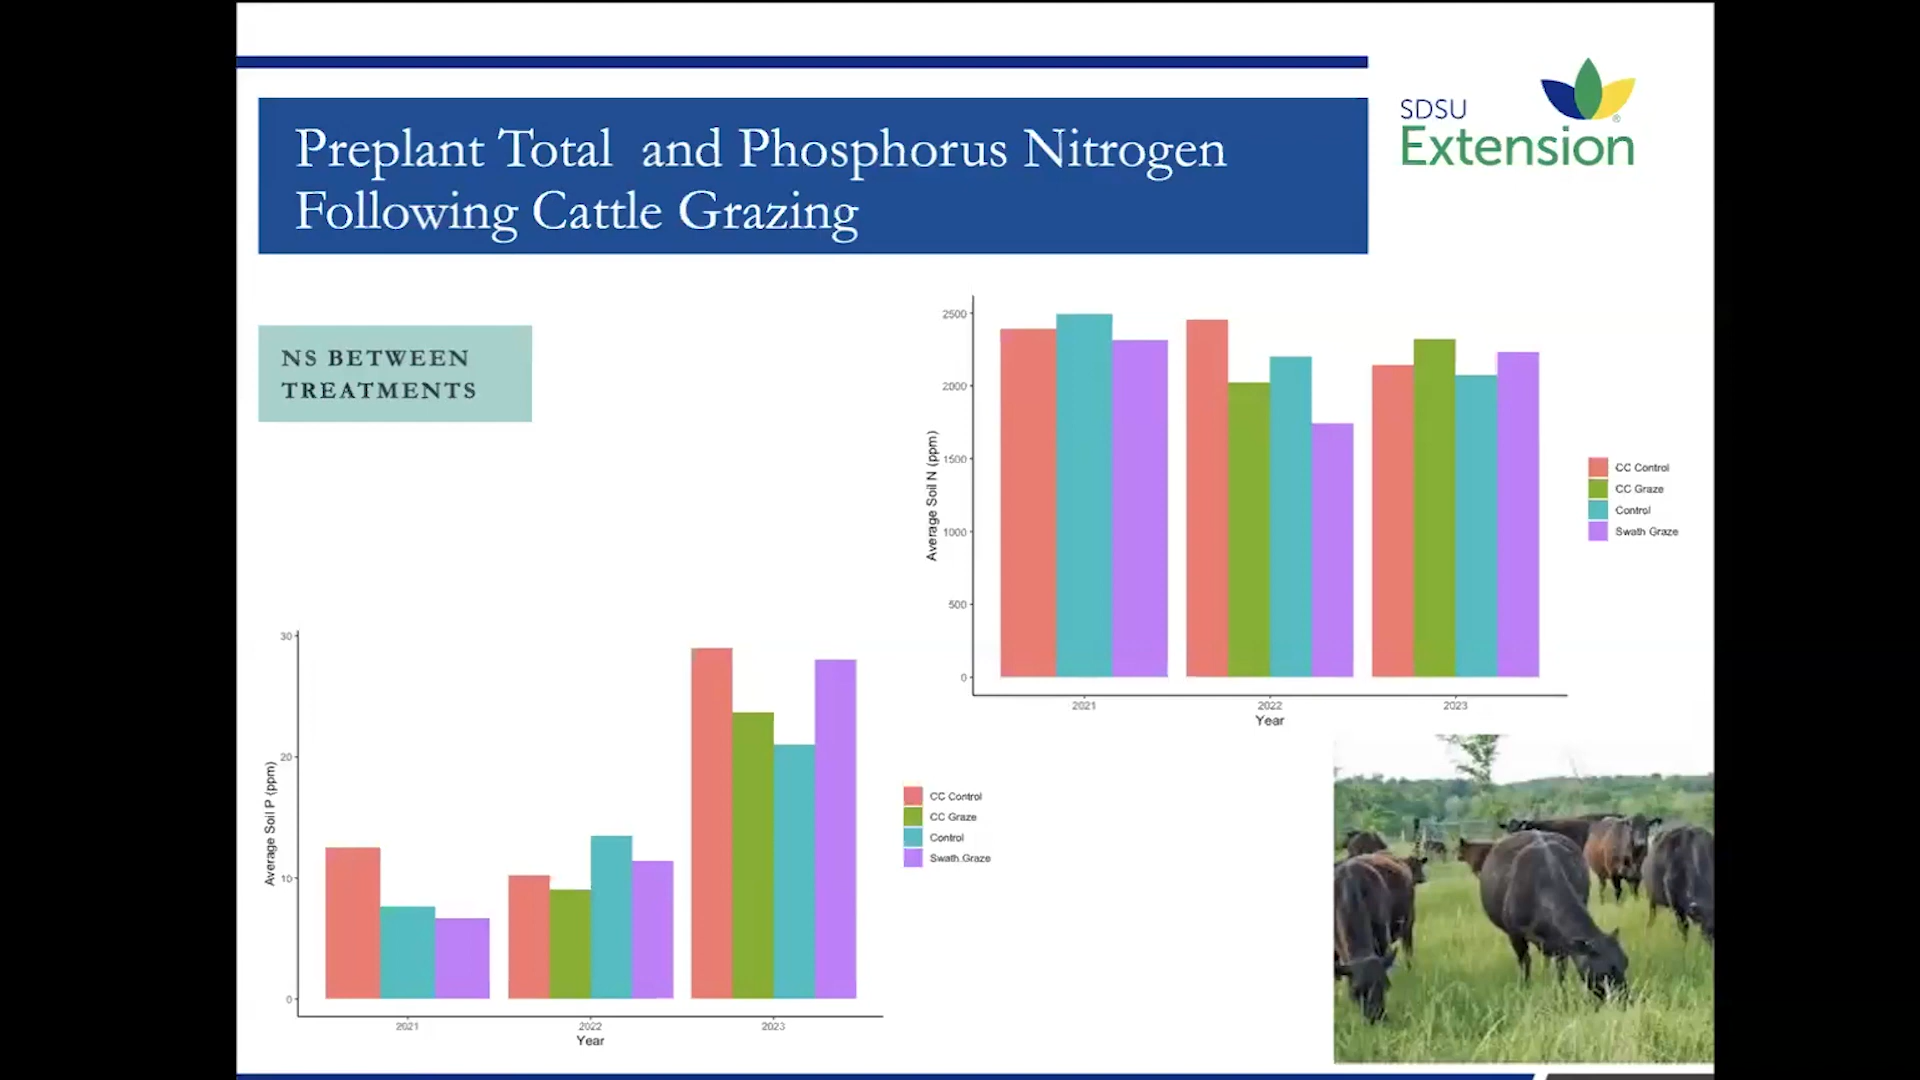 SDSU
Extension
Preplant Total and Phosphorus Nitrogen
Following Cattle Grazing
NS BETWEEN
TREATMENTS
Average Soil N (ppm)
2500
2000
1500
1000
500
0
2021
2022
2023
Year
CC Control
CC Graze
Control
Swath Graze
Average Soil P (ppm)
30
20
10
0
2021
2022
2023
Year
CC Control
CC Graze
Control
Swath Graze